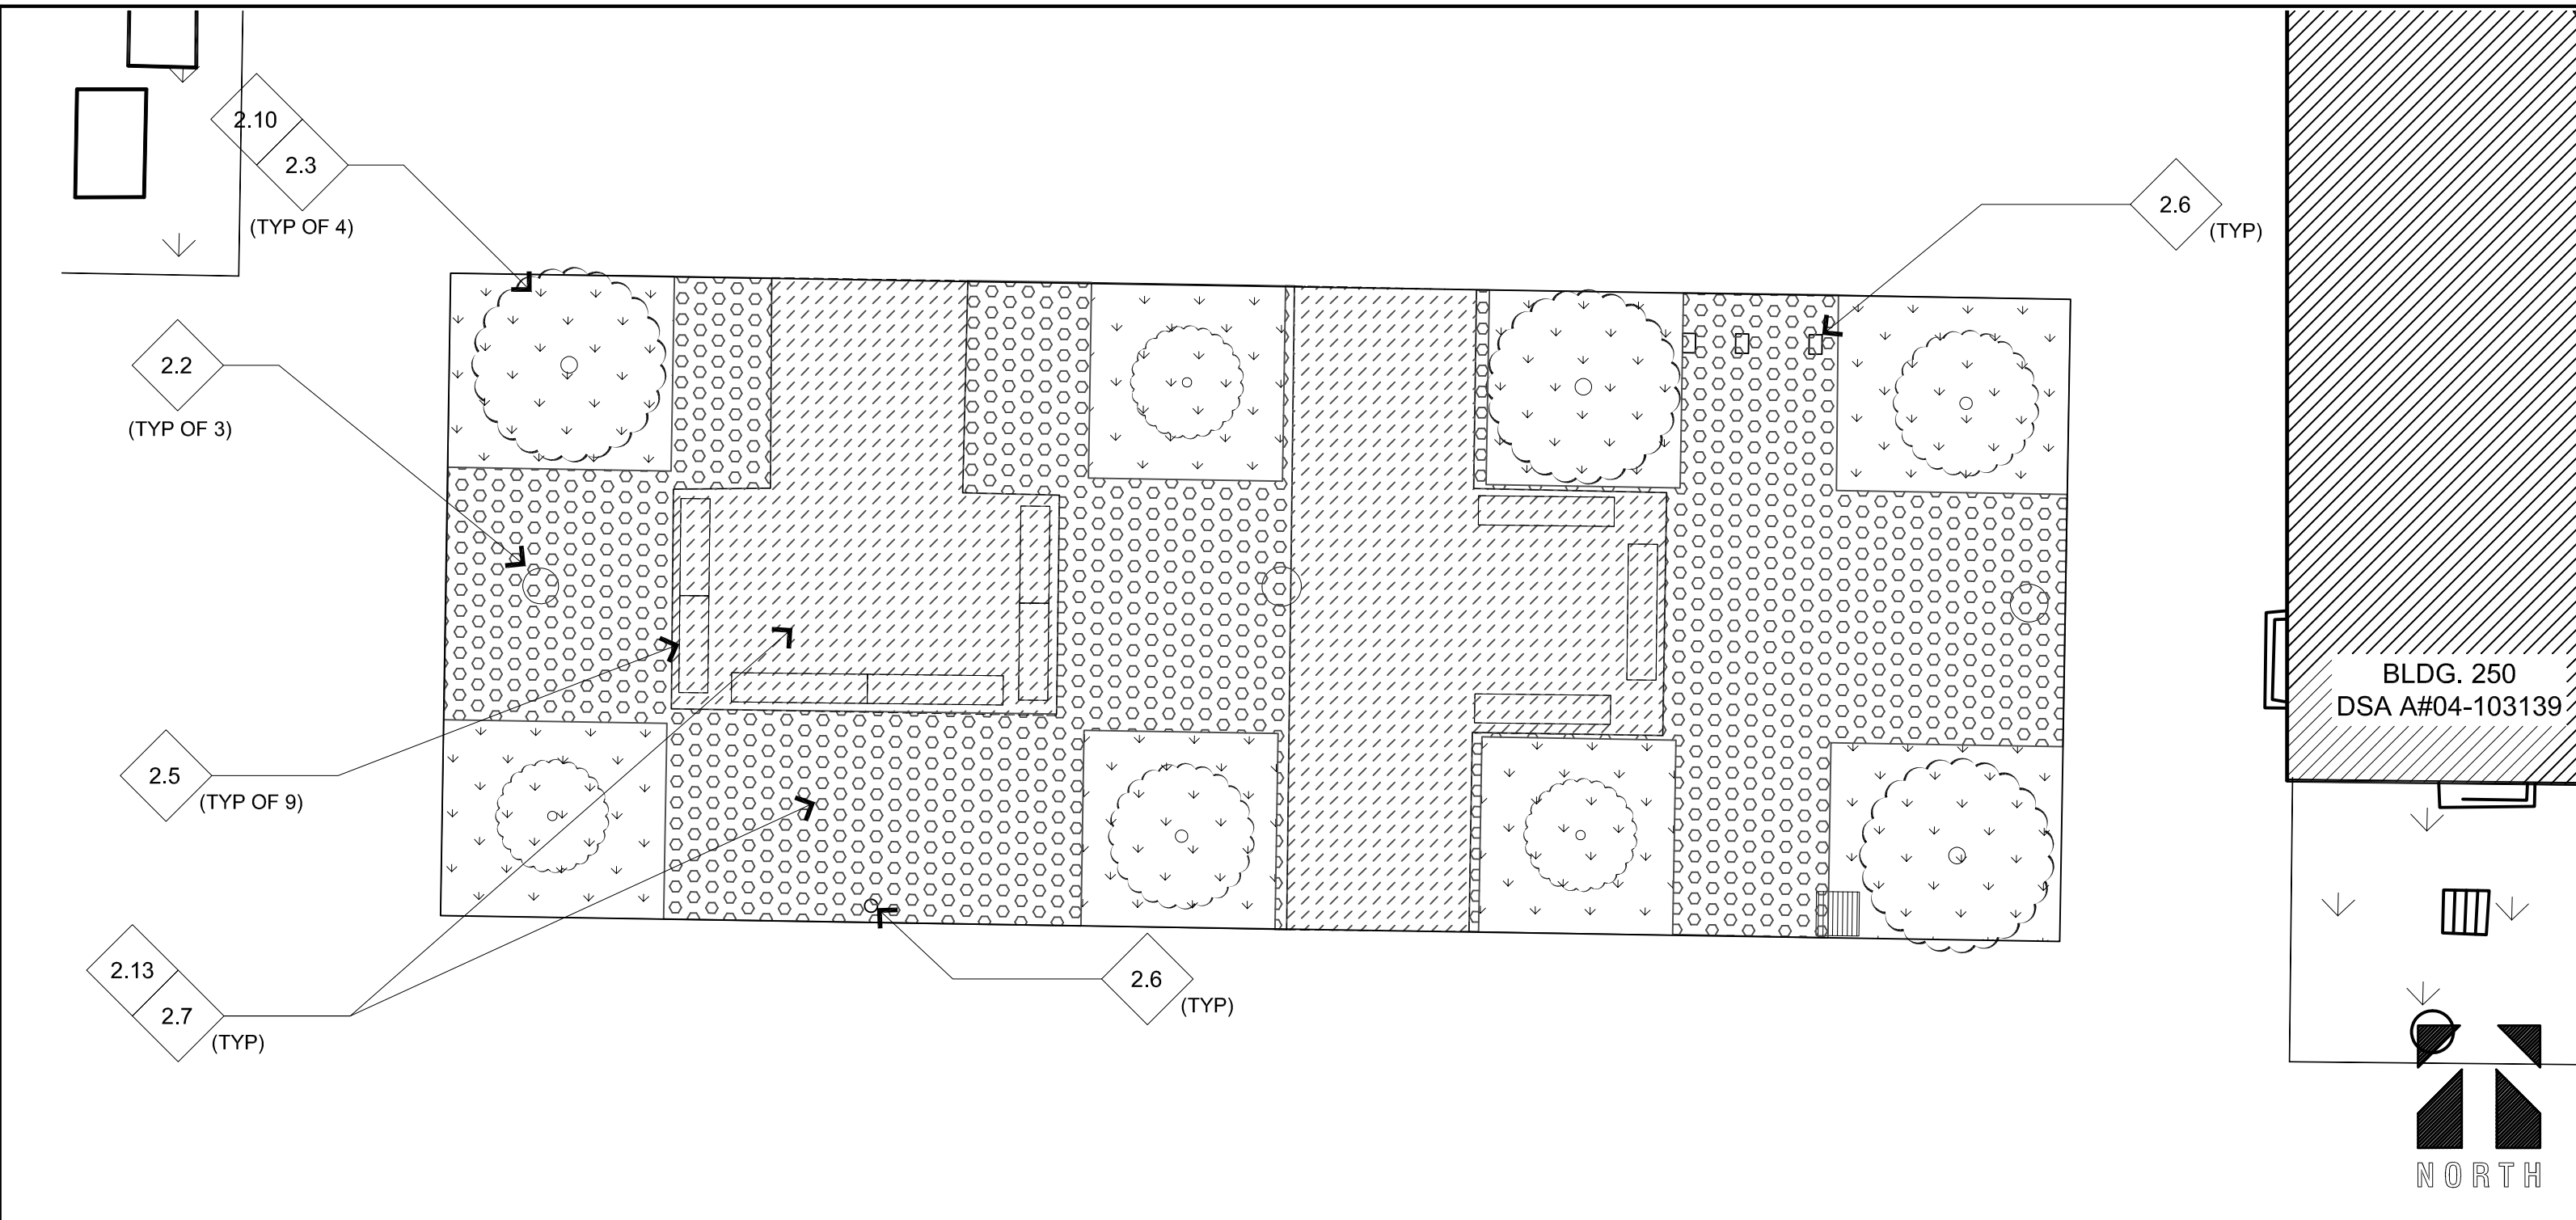 2.10
2.3
(TYP OF 4)
2.6
(TYP)
2.2
(TYP OF 3)
BLDG. 250
DSA A#04-103139
2.5
(TYP OF 9)
2.13
2.7
(TYP)
2.6
(TYP)
NORTH